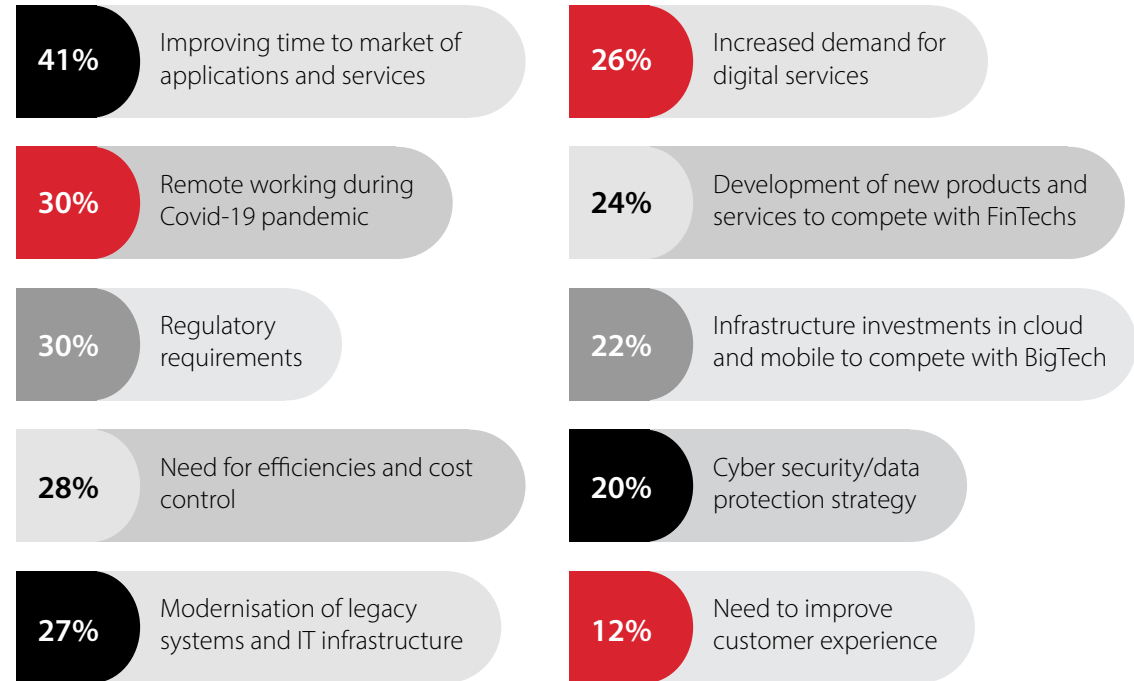 41%
Improving time to market of
applications and services
30%
Remote working during
Covid-19 pandemic
30%
Regulatory
requirements
28%
Need for efficiencies and cost
control
27%
Modernisation of legacy
systems and IT infrastructure
26%
Increased demand for
digital services
24%
Development of new products and
services to compete with FinTechs
22%
Infrastructure investments in cloud
and mobile to compete with BigTech
20%
Cyber security/data
protection strategy
12%
Need to improve
customer experience